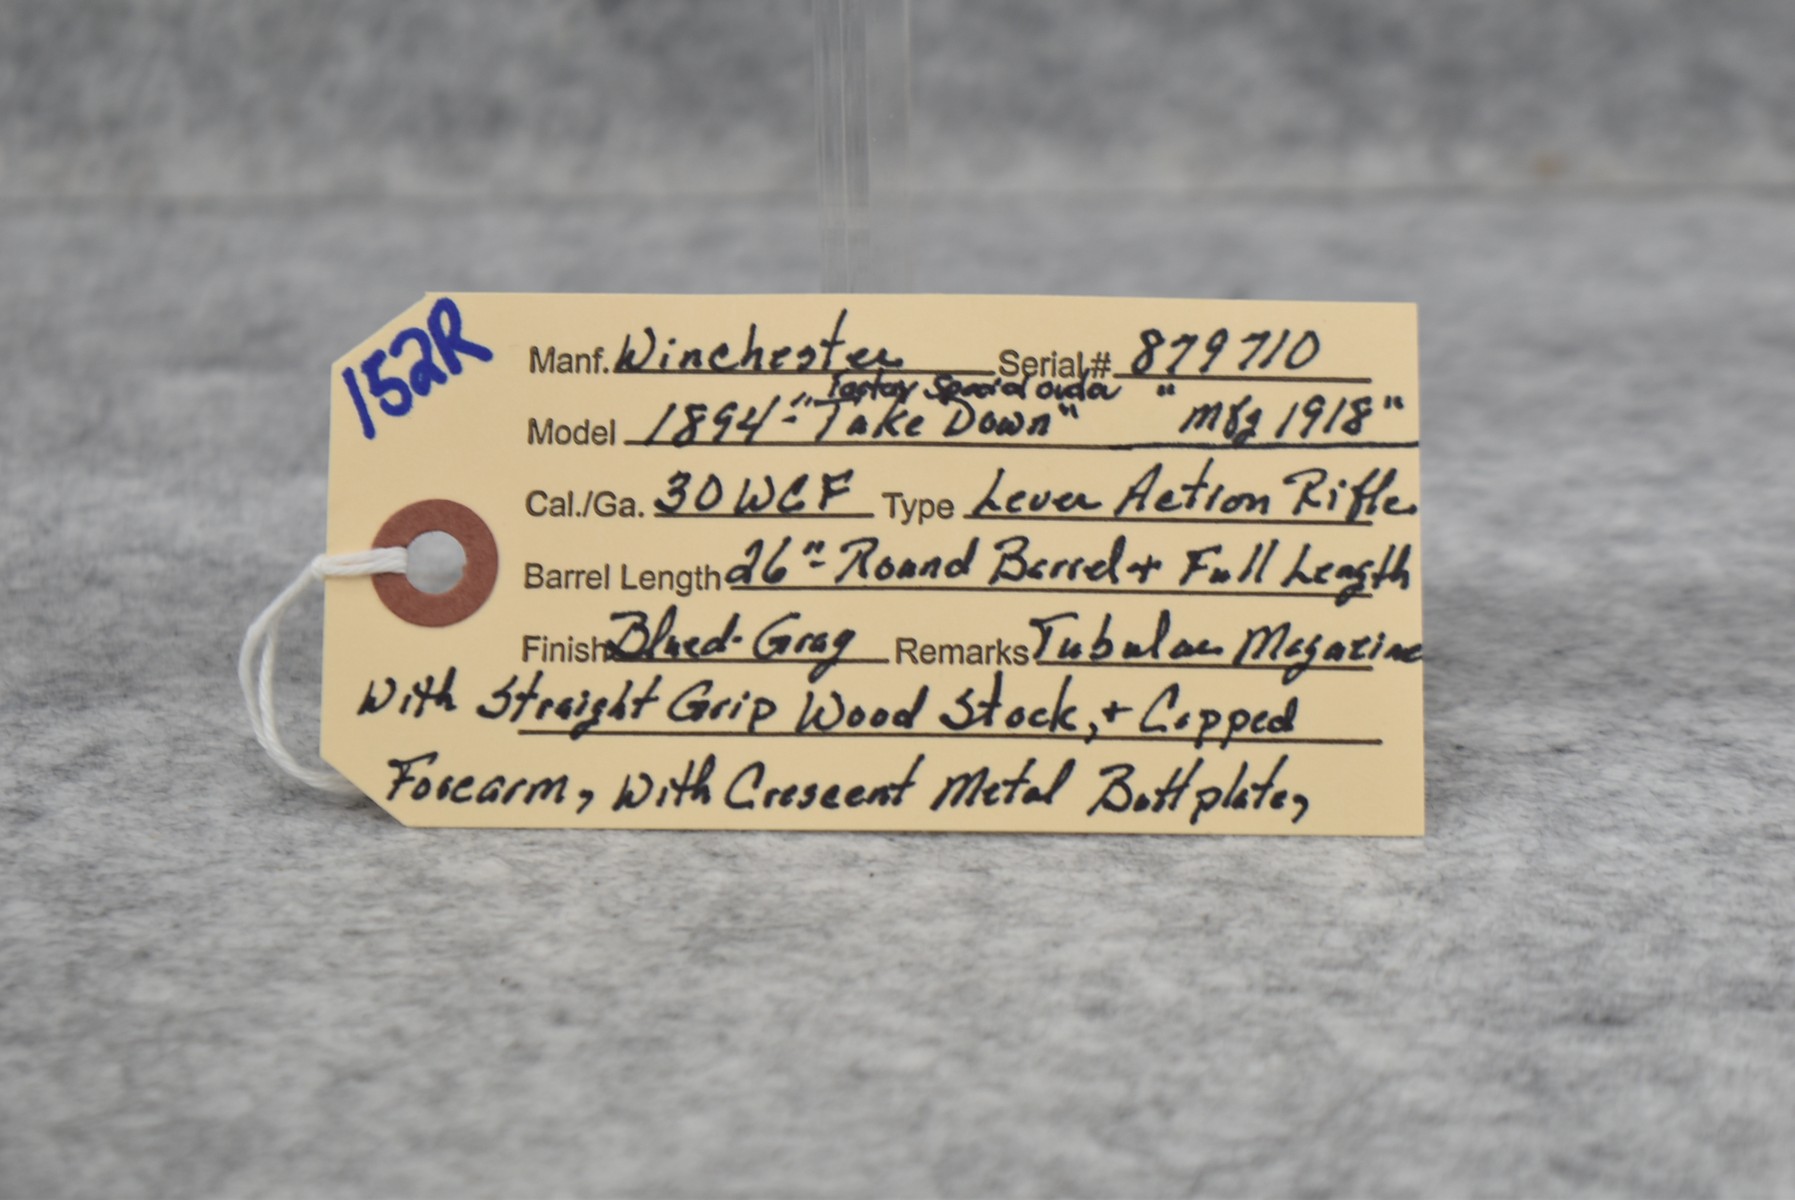 152R
Manf. Winchester Serial# 879710
Factory Special order
Model 1894 - "Take Down" "Mfg 1918"
Cal./Ga. 30 WCF Type Lever Action Rifle
Barrel Length 26" - Round Barrel + Full Length
Finish Blued-Gray Remarks Tubular Magazine
With Straight Grip Wood Stock, + Capped
Forearm, With Crescent Metal Buttplate,